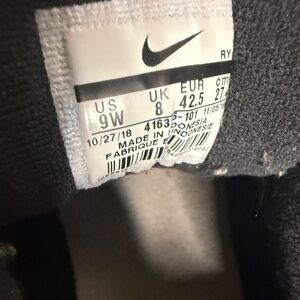 RY
US UK EUR cm
9W 8 42.5 27
10/27/18 4163 -101
MADE IN INDONESIA
FABRIQUE EN INDONESIE